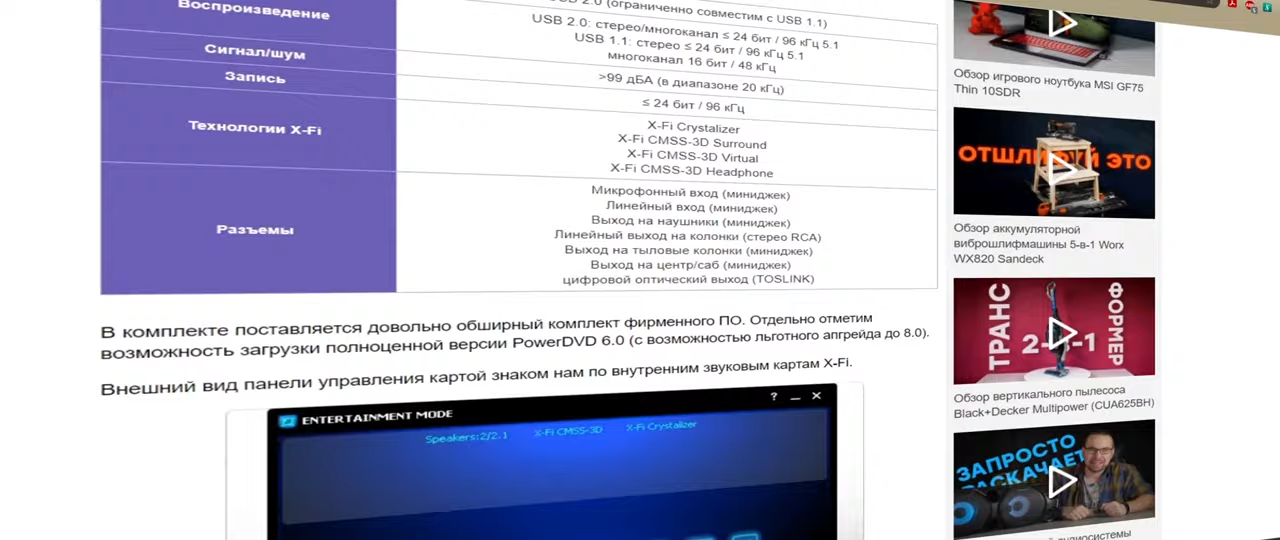 Воспроизведение
2.0 (ограниченно совместим с USB 1.1)
USB 2.0: стерео/многоканал ≤ 24 бит / 96 кГц 5.1
USB 1.1: стерео ≤ 24 бит / 96 кГц 5.1
многоканал 16 бит / 48 кГц
Сигнал/шум
>99 дБА (в диапазоне 20 кГц)
Запись
≤ 24 бит / 96 кГц
Технологии X-Fi
X-Fi Crystalizer
X-Fi CMSS-3D Surround
X-Fi CMSS-3D Virtual
X-Fi CMSS-3D Headphone
Разъемы
Микрофонный вход (миниджек)
Линейный вход (миниджек)
Выход на наушники (миниджек)
Линейный выход на колонки (стерео RCA)
Выход на тыловые колонки (миниджек)
Выход на центр/саб (миниджек)
цифровой оптический выход (TOSLINK)
В комплекте поставляется довольно обширный комплект фирменного ПО. Отдельно отметим
возможность загрузки полноценной версии PowerDVD 6.0 (с возможностью льготного апгрейда до 8.0).
Внешний вид панели управления картой знаком нам по внутренним звуковым картам X-Fi.
ENTERTAINMENT MODE
Speakers:2/2.1 X-Fi CMSS-3D X-Fi Crystalizer
Обзор игрового ноутбука MSI GF75
Thin 10SDR
ОТШЛИФУЙ ЭТО
Обзор аккумуляторной
виброшлифмашины 5-в-1 Worx
WX820 Sandeck
ТРАНС
ФОРМЕР
Обзор вертикального пылесоса
Black+Decker Multipower (CUA625BH)
ЗАПРОСТО
РАСКАЧАЕТ